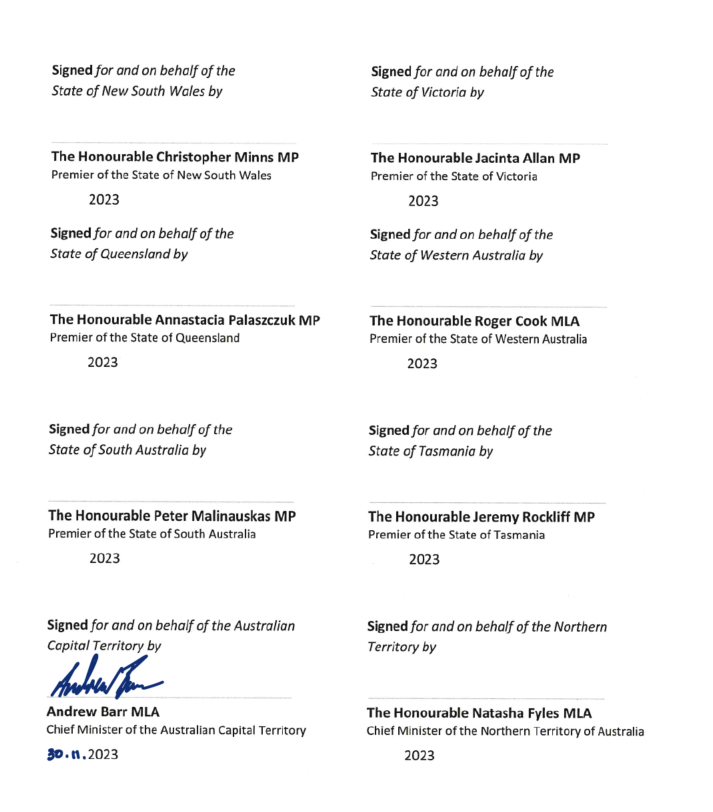 Signed for and on behalf of the
State of New South Wales by
The Honourable Christopher Minns MP
Premier of the State of New South Wales
2023
Signed for and on behalf of the
State of Victoria by
The Honourable Jacinta Allan MP
Premier of the State of Victoria
2023
Signed for and on behalf of the
State of Queensland by
The Honourable Annastacia Palaszczuk MP
Premier of the State of Queensland
2023
Signed for and on behalf of the
State of Western Australia by
The Honourable Roger Cook MLA
Premier of the State of Western Australia
2023
Signed for and on behalf of the
State of South Australia by
The Honourable Peter Malinauskas MP
Premier of the State of South Australia
2023
Signed for and on behalf of the
State of Tasmania by
The Honourable Jeremy Rockliff MP
Premier of the State of Tasmania
2023
Signed for and on behalf of the Australian
Capital Territory by
Andrew Barr MLA
Chief Minister of the Australian Capital Territory
30.11.2023
Signed for and on behalf of the Northern
Territory by
The Honourable Natasha Fyles MLA
Chief Minister of the Northern Territory of Australia
2023